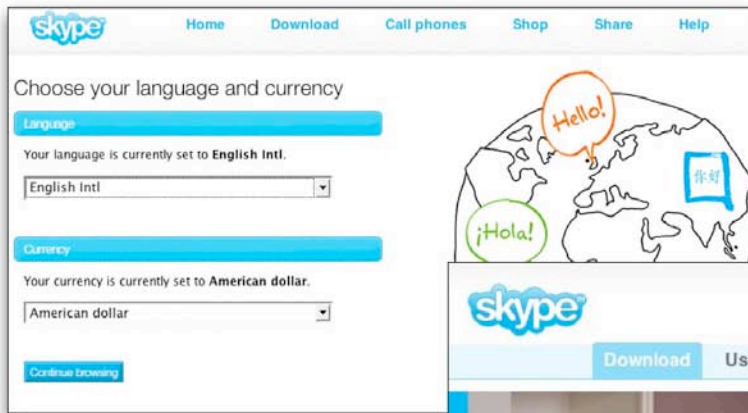 skype
Home Download Call phones Shop Share Help
Choose your language and currency
Language
Your language is currently set to English Intl.
English Intl
Currency
Your currency is currently set to American dollar.
American dollar
Continue browsing
Hello!
你好
¡Hola!
skype
Download Us